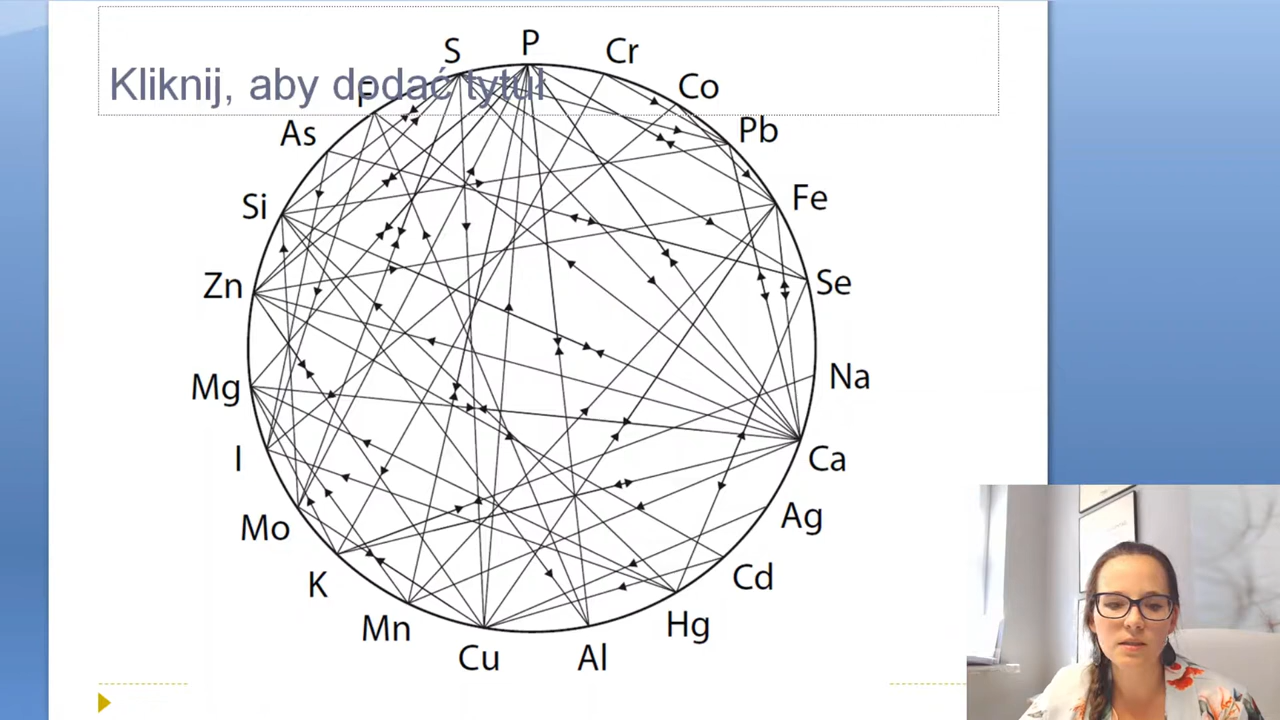 Kliknij, aby dodać tytuł
P
S
Cr
F
Co
As
Pb
Si
Fe
Zn
Se
Mg
Na
I
Ca
Mo
Ag
K
Cd
Mn
Hg
Cu
Al